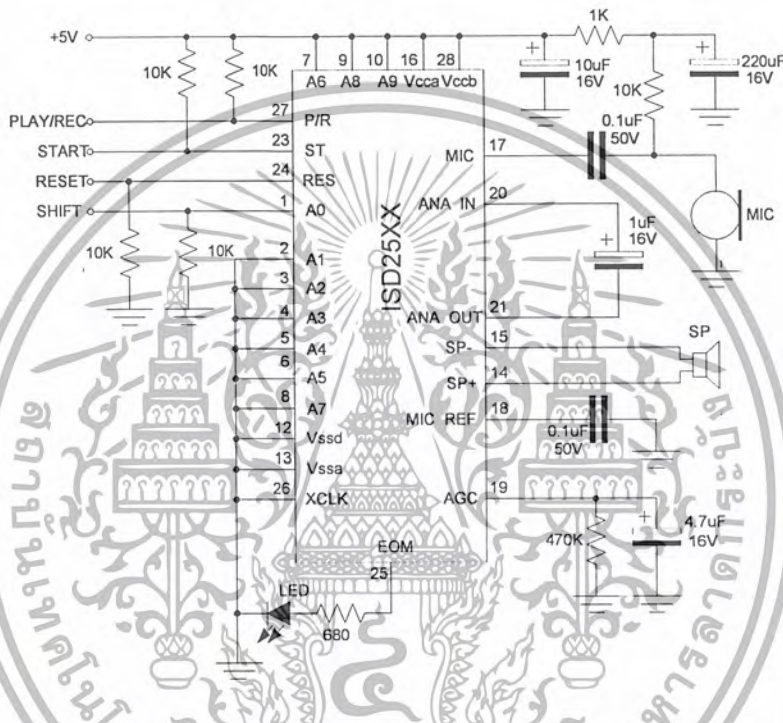 +5V
10K
10K
7
9
10
16
28
A6
A8
A9
Vcca
Vccb
1K
10uF
16V
220uF
16V
10K
0.1uF
50V
PLAY/REC
27
P/R
START
23
ST
RESET
24
RES
SHIFT
1
A0
10K
10K
2
A1
3
A2
4
A3
5
A4
6
A5
8
A7
12
Vssd
13
Vssa
26
XCLK
ISD25XX
MIC
17
MIC
ANA IN
20
1uF
16V
ANA OUT
21
SP-
15
SP
SP+
14
MIC REF
18
0.1uF
50V
AGC
19
470K
4.7uF
16V
EOM
25
LED
680